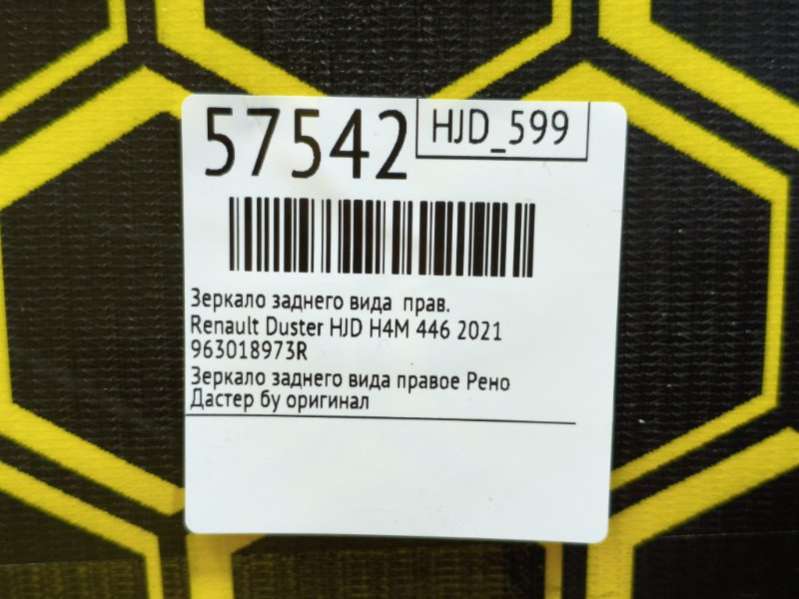 57542
HJD_599
Зеркало заднего вида прав.
Renault Duster HJD H4M 446 2021
963018973R
Зеркало заднего вида правое Рено
Дастер бу оригинал